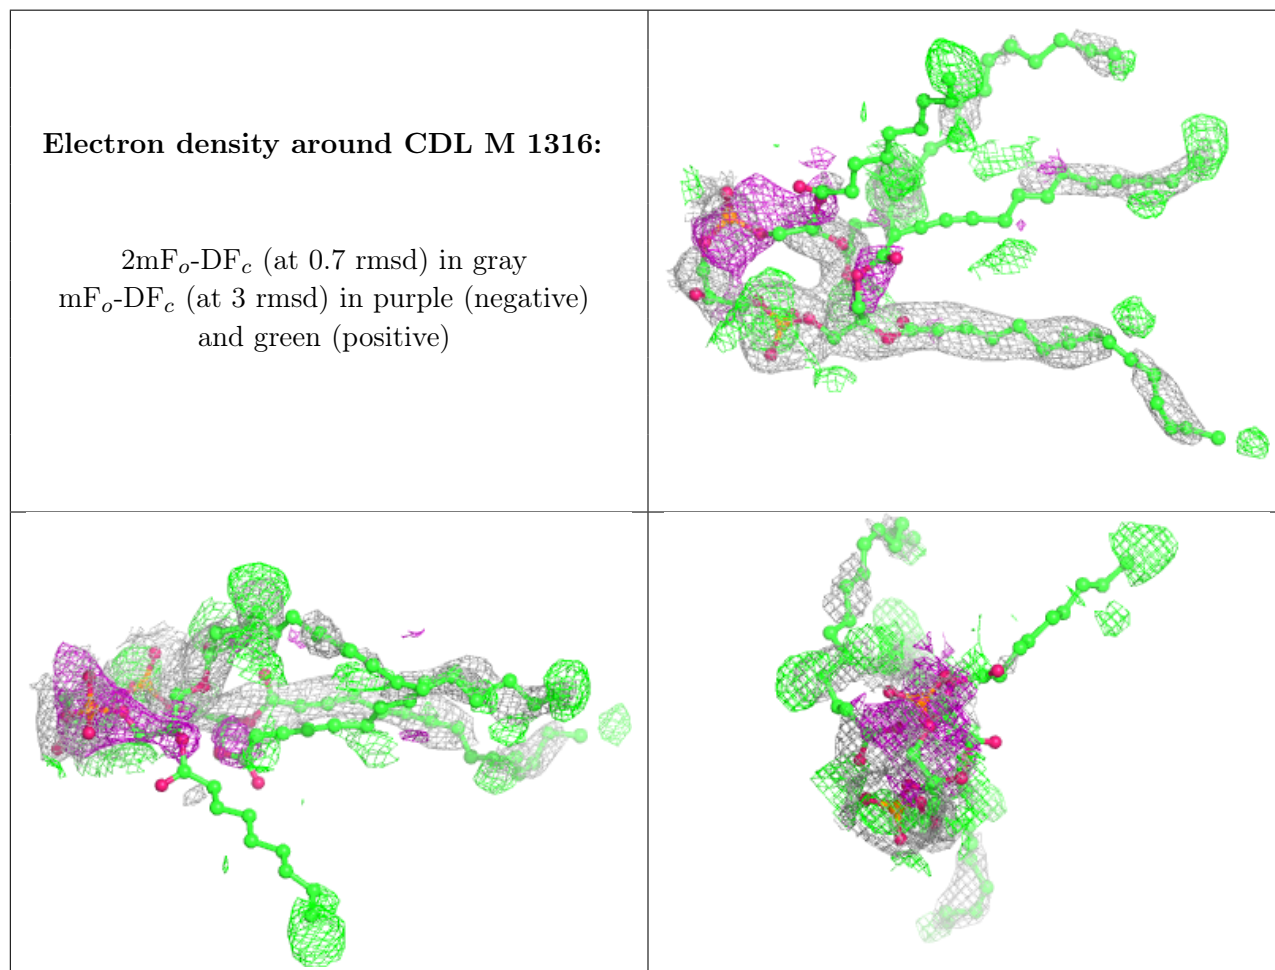 Electron density around CDL M 1316:
2mFo-DFc (at 0.7 rmsd) in gray
mFo-DFc (at 3 rmsd) in purple (negative)
and green (positive)